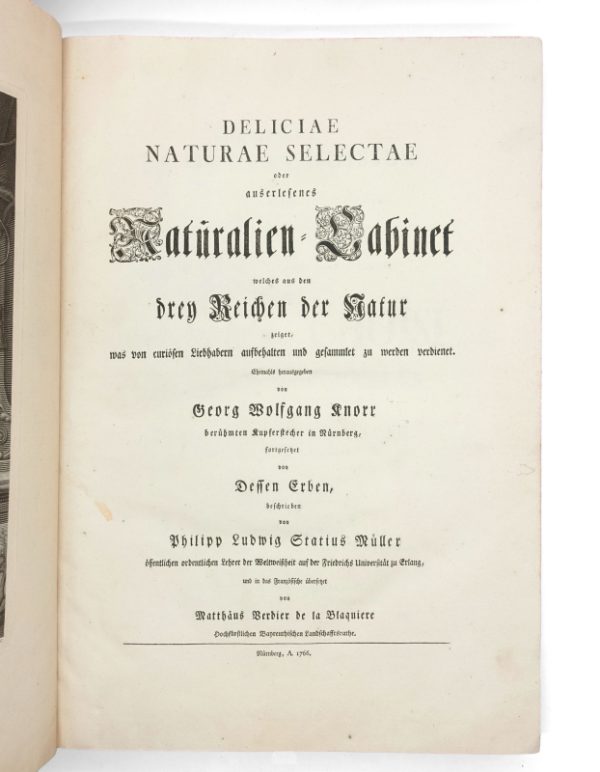 DELICIAE
NATURAE SELECTAE
oder
auserlesenes
Natüralien-Cabinet
welches aus den
drey Reichen der Natur
zeiget,
was von curiösen Liebhabern aufbehalten und gesammlet zu werden verdienet.
Ehemahls herausgegeben
von
Georg Wolfgang Knorr
berühmten Kupferstecher in Nürnberg,
fortgesetzet
von
Dessen Erben,
beschrieben
von
Philipp Ludwig Statius Müller
öffentlichen ordentlichen Lehrer der Weltweißheit auf der Friedrichs Universität zu Erlang,
und in das Französische übersetzet
von
Matthäus Verdier de la Blaquiere
Hochfürstlichen Bayreuthischen Landschaftsrathe.
Nürnberg, A. 1766.